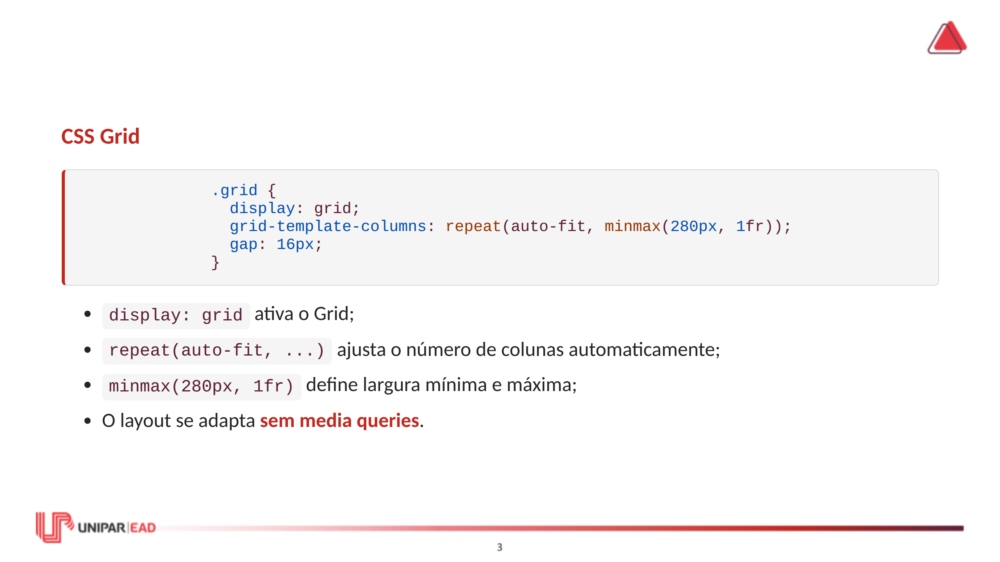 CSS Grid
.grid {
  display: grid;
  grid-template-columns: repeat(auto-fit, minmax(280px, 1fr));
  gap: 16px;
}
• display: grid ativa o Grid;
• repeat(auto-fit, ...) ajusta o número de colunas automaticamente;
• minmax(280px, 1fr) define largura mínima e máxima;
• O layout se adapta sem media queries.
UNIPAR|EAD
3